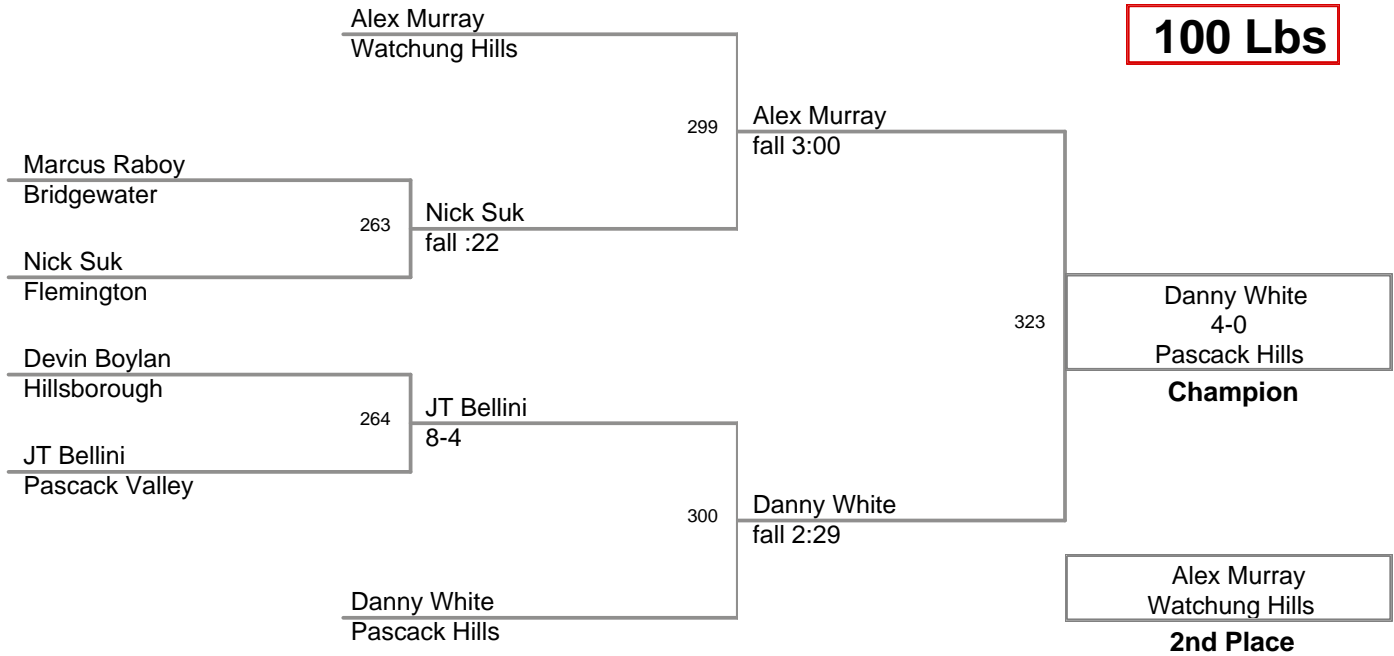 Alex Murray
Watchung Hills
100 Lbs
299
Alex Murray
fall 3:00
Marcus Raboy
Bridgewater
263
Nick Suk
fall :22
Nick Suk
Flemington
323
Danny White
4-0
Pascack Hills
Champion
Devin Boylan
Hillsborough
264
JT Bellini
8-4
JT Bellini
Pascack Valley
300
Danny White
fall 2:29
Danny White
Pascack Hills
Alex Murray
Watchung Hills
2nd Place